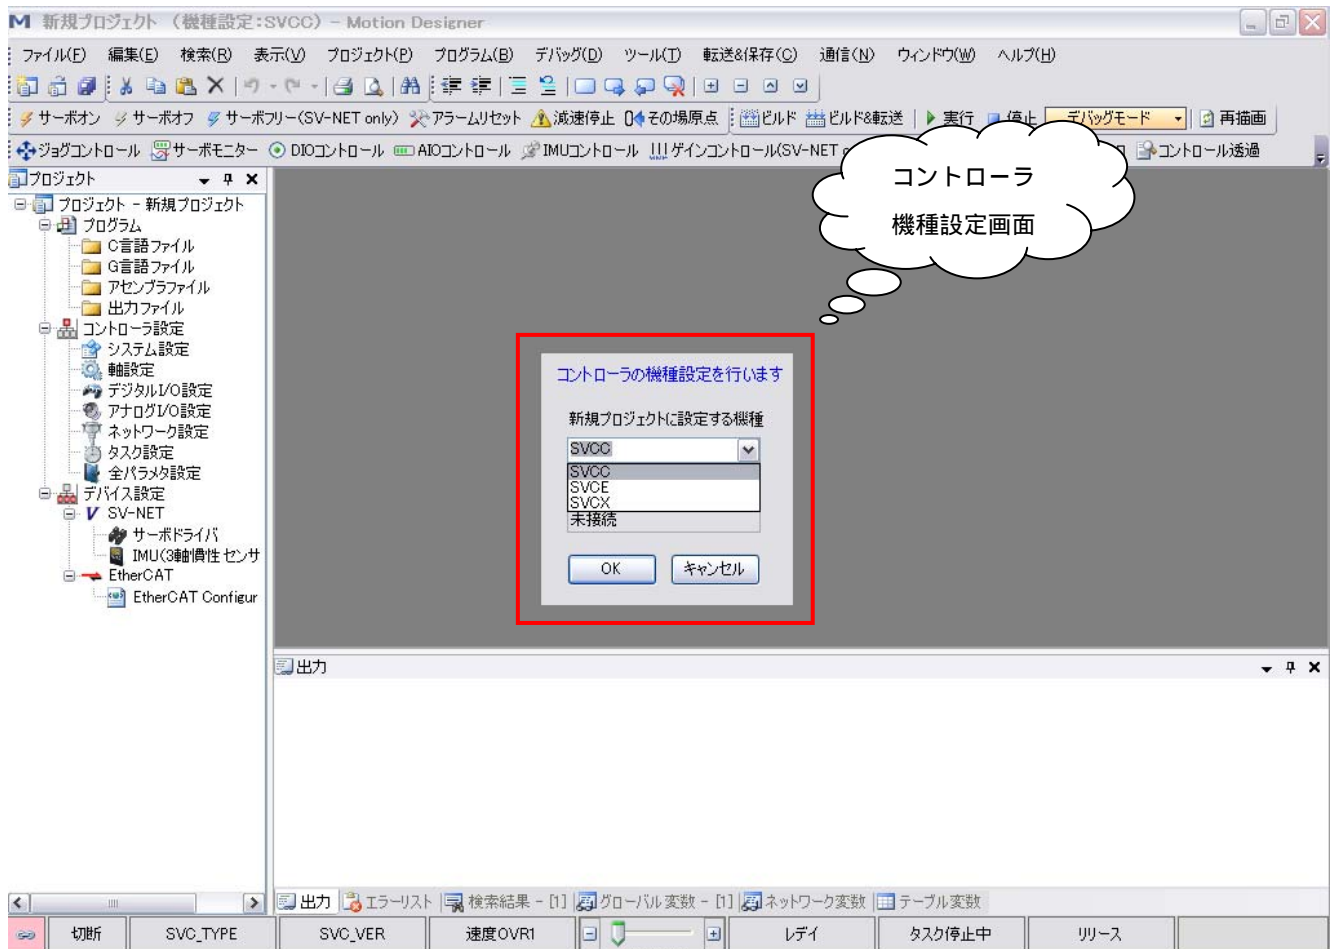 新規プロジェクト (機種設定:SVCC) - Motion Designer
ファイル(F) 編集(E) 検索(R) 表示(V) プロジェクト(P) プログラム(B) デバッグ(D) ツール(T) 転送&保存(C) 通信(N) ウィンドウ(W) ヘルプ(H)
サーボオン サーボオフ サーボフリー(SV-NET only) アラームリセット 減速停止 その場原点 ビルド ビルド&転送 実行 停止 デバッグモード 再描画
ジョグコントロール サーボモニター DIOコントロール AIOコントロール IMUコントロール ゲインコントロール(SV-NET コントロール透過
コントローラ
機種設定画面
プロジェクト
プロジェクト - 新規プロジェクト
プログラム
C言語ファイル
G言語ファイル
アセンブラファイル
出力ファイル
コントローラ設定
システム設定
軸設定
デジタルI/O設定
アナログI/O設定
ネットワーク設定
タスク設定
全パラメタ設定
デバイス設定
SV-NET
サーボドライバ
IMU(3軸慣性センサ
EtherCAT
EtherCAT Configur
コントローラの機種設定を行います
新規プロジェクトに設定する機種
SVCC
SVCC
SVCE
SVCX
未接続
OK キャンセル
出力
出力 エラーリスト 検索結果 - [1] グローバル変数 - [1] ネットワーク変数 テーブル変数
切断 SVC_TYPE SVC_VER 速度OVR1 レディ タスク停止中 リリース